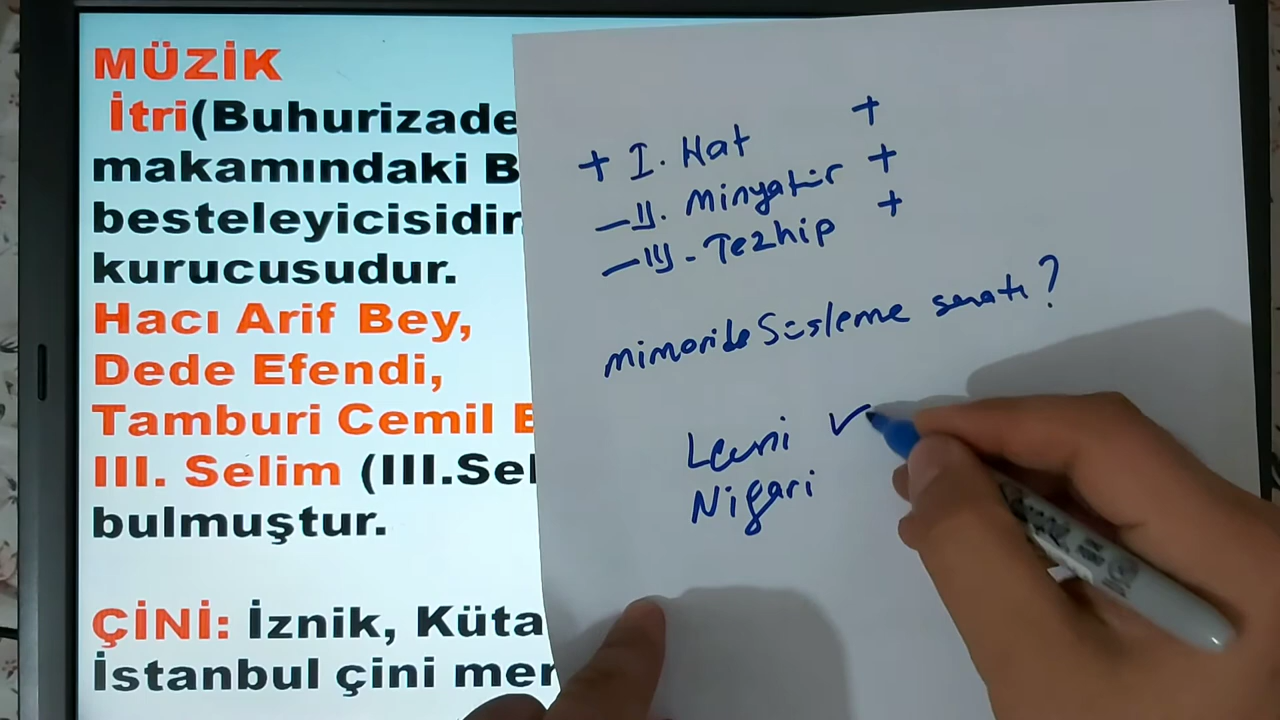 MÜZİK
İtri(Buhurizade
makamındaki B
besteleyicisidir
kurucusudur.
Hacı Arif Bey,
Dede Efendi,
Tamburi Cemil B
III. Selim (III.Sel
bulmuştur.
ÇİNİ: İznik, Küta
İstanbul çini mer
+ I. Hat +
- II. Minyatür +
- III - Tezhip +
mimaride Süsleme sanatı?
Levni ✓
Nigari